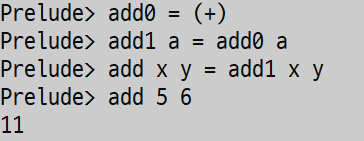 Prelude> add0 = (+)
Prelude> add1 a = add0 a
Prelude> add x y = add1 x y
Prelude> add 5 6
11